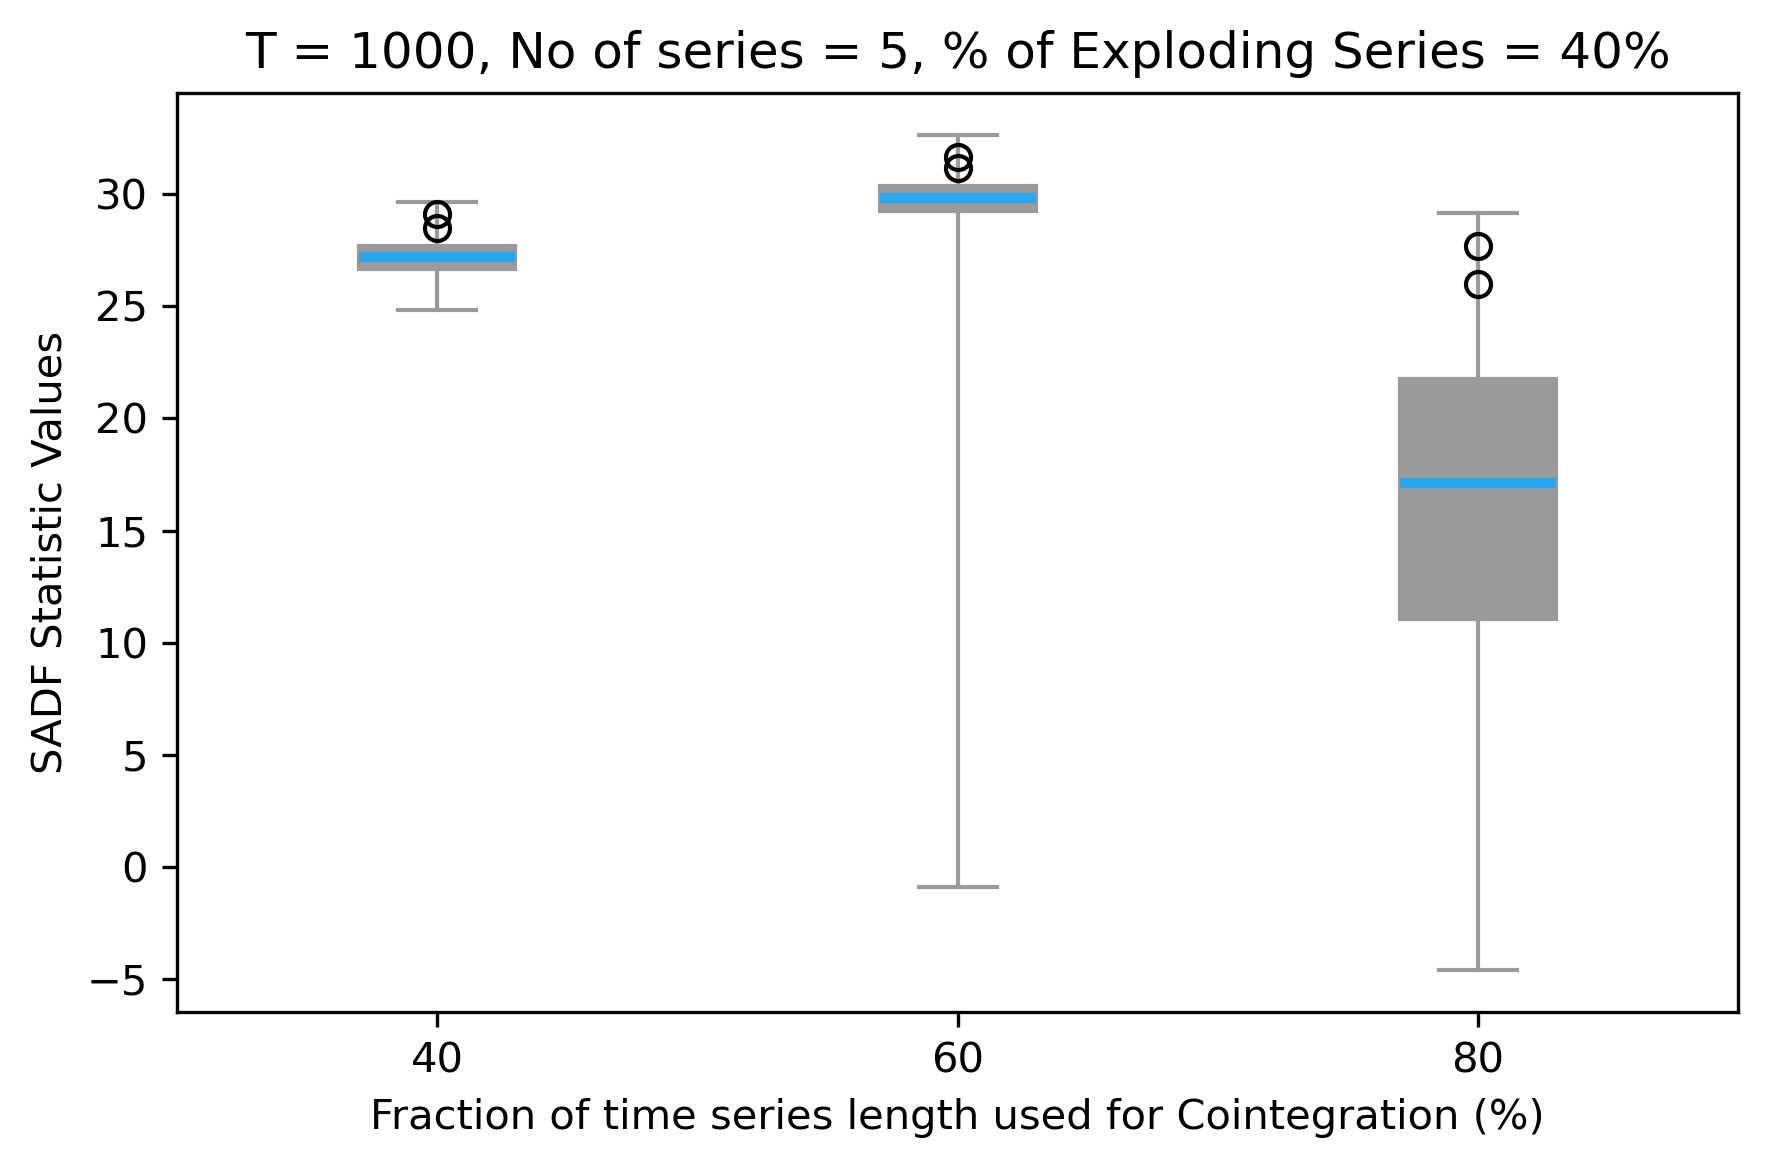 T = 1000, No of series = 5, % of Exploding Series = 40%
SADF Statistic Values
30
25
20
15
10
5
0
−5
40 60 80
Fraction of time series length used for Cointegration (%)